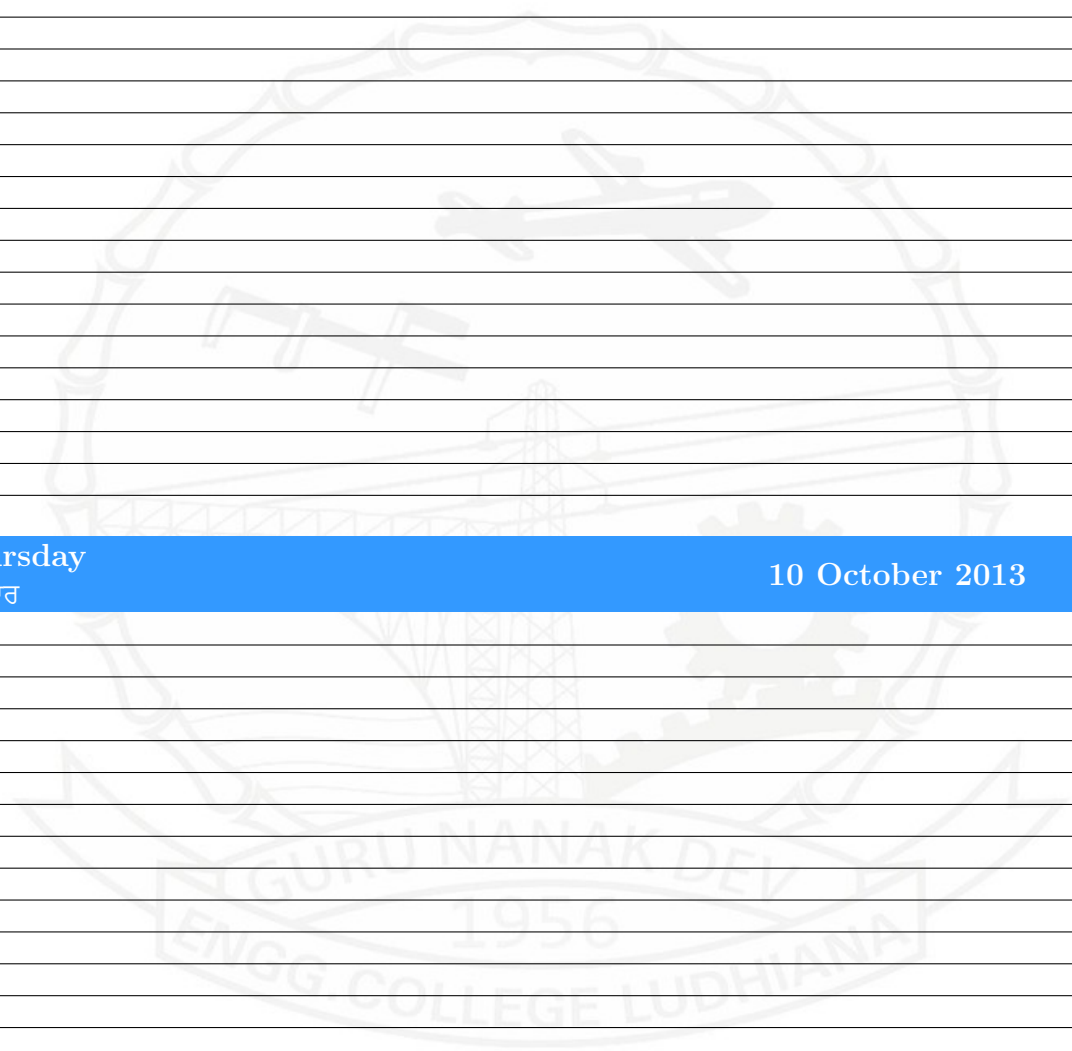 rsday
ਾਰ
10 October 2013
GURU NANAK DEV
1956
ENGG. COLLEGE LUDHIANA